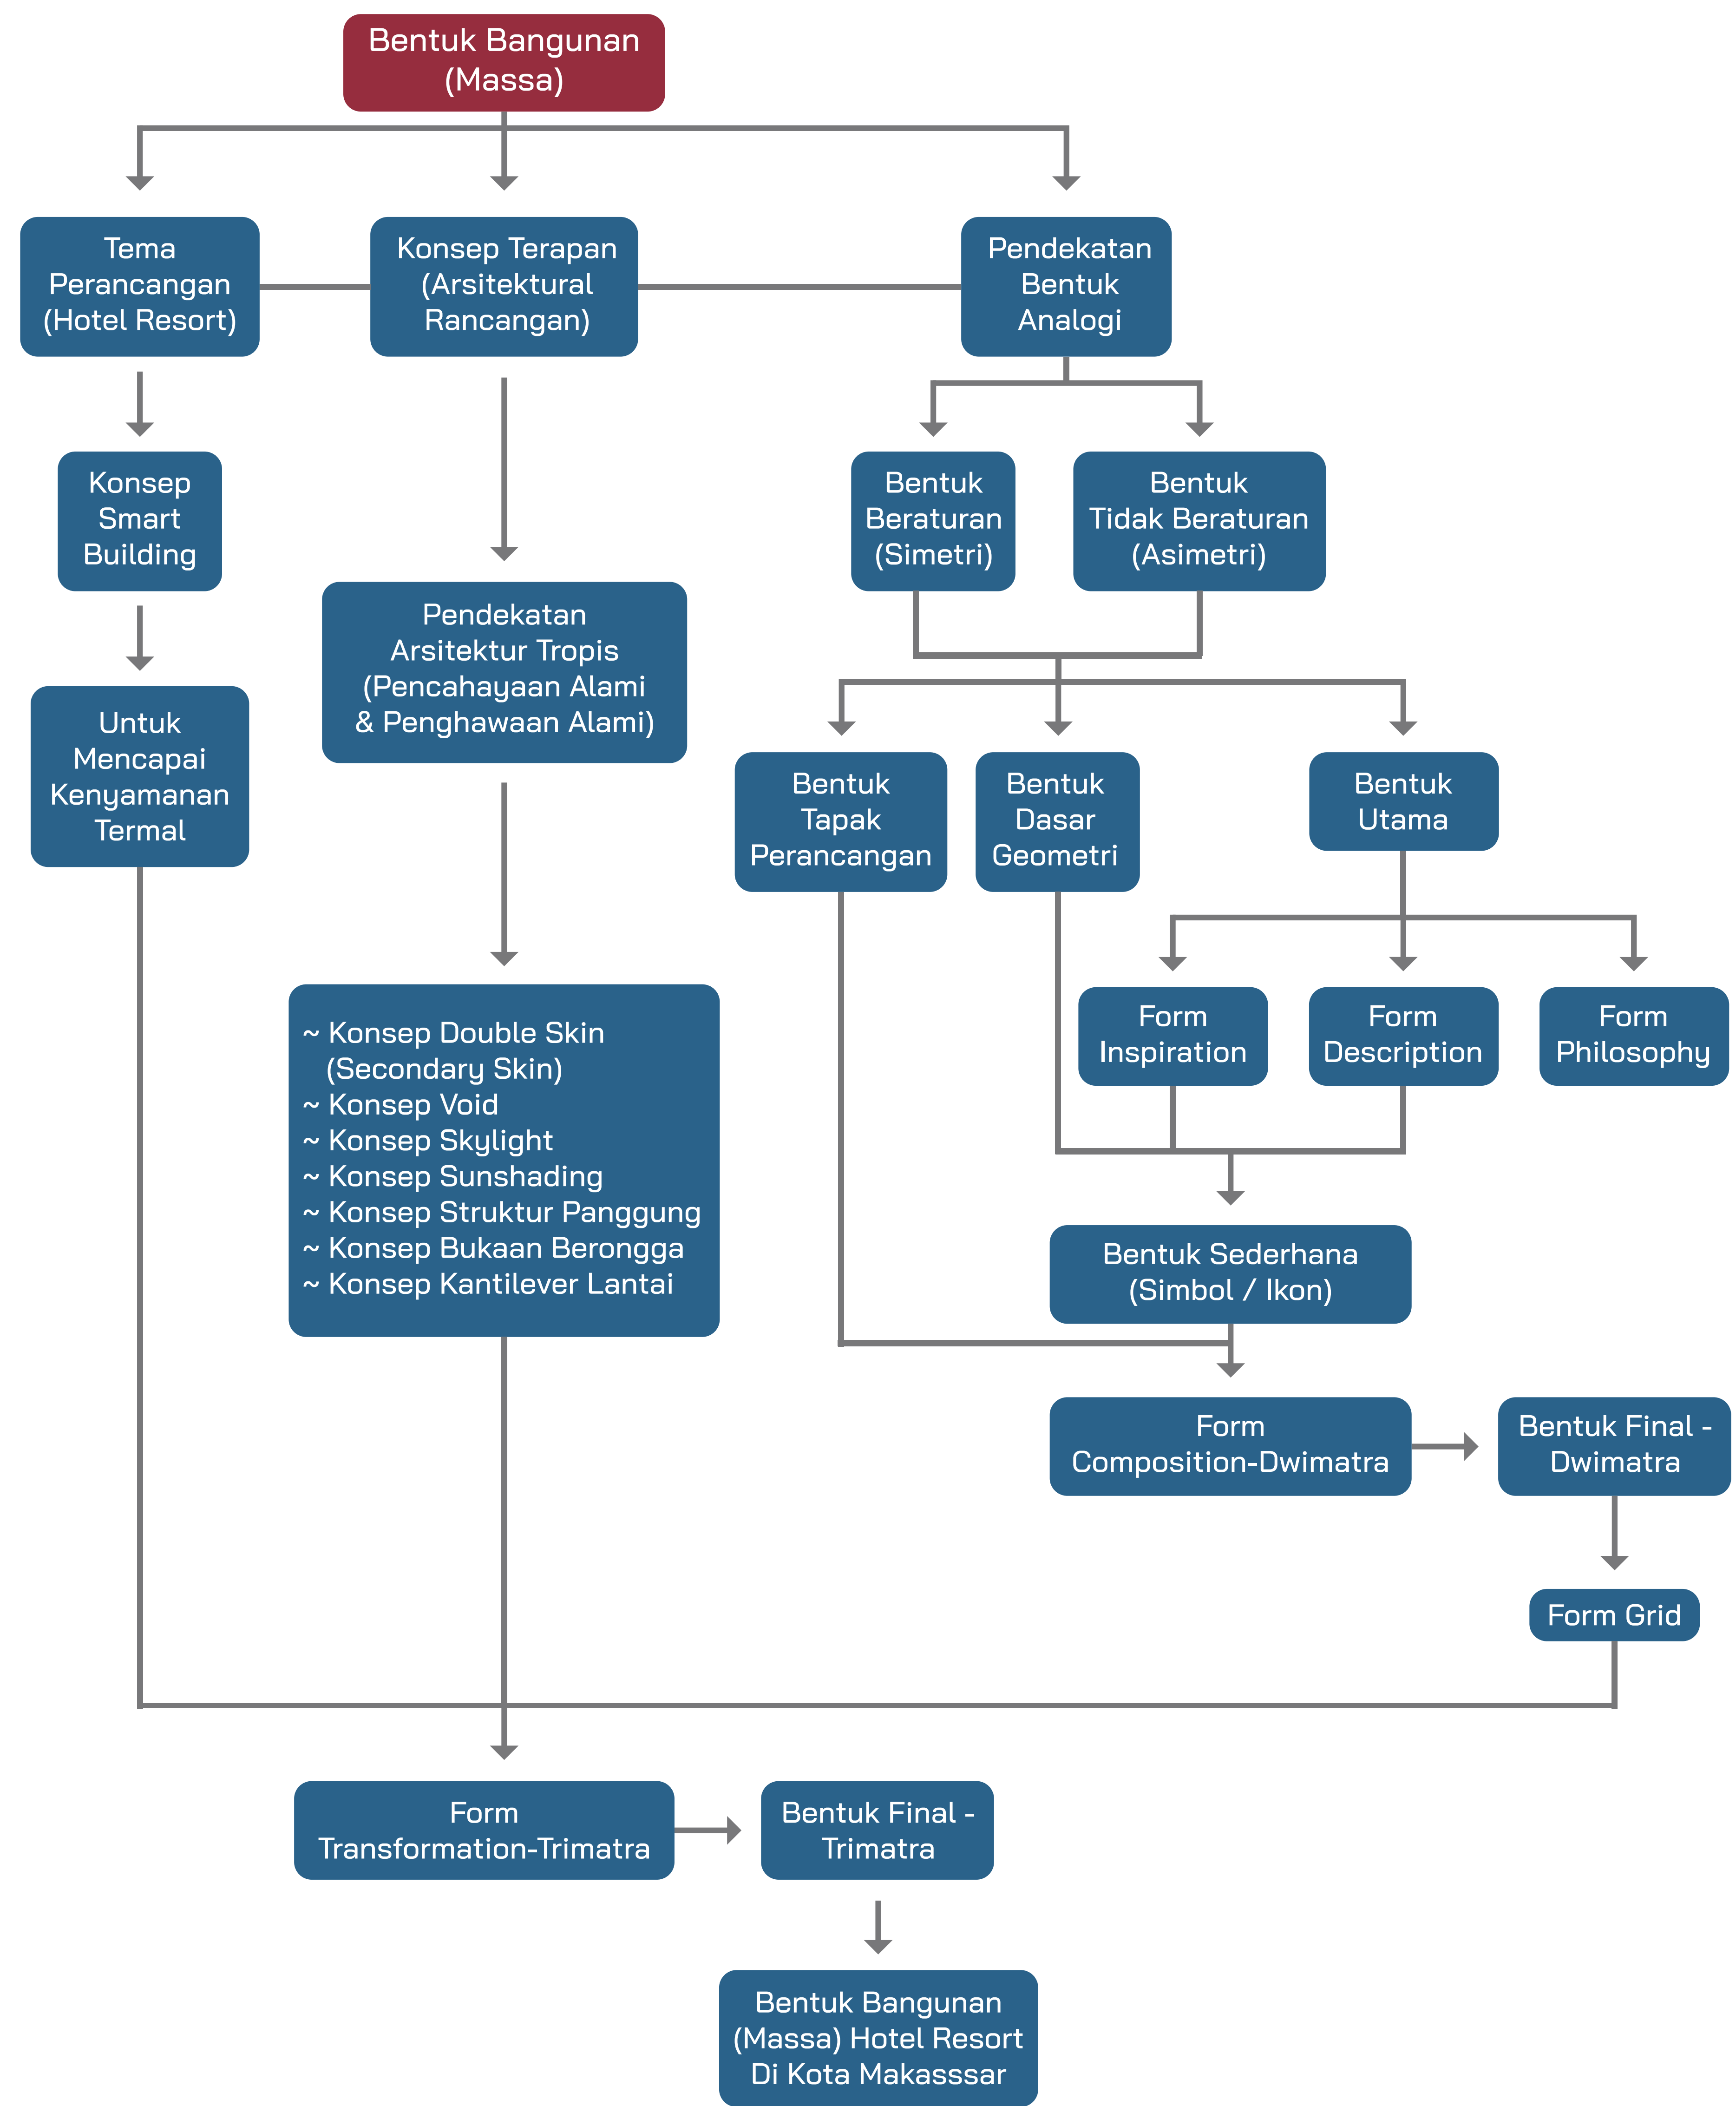 Bentuk Bangunan
(Massa)
Tema
Perancangan
(Hotel Resort)
Konsep Terapan
(Arsitektural
Rancangan)
Pendekatan
Bentuk
Analogi
Konsep
Smart
Building
Bentuk
Beraturan
(Simetri)
Bentuk
Tidak Beraturan
(Asimetri)
Pendekatan
Arsitektur Tropis
(Pencahayaan Alami
& Penghawaan Alami)
Untuk
Mencapai
Kenyamanan
Termal
Bentuk
Tapak
Perancangan
Bentuk
Dasar
Geometri
Bentuk
Utama
~ Konsep Double Skin
(Secondary Skin)
~ Konsep Void
~ Konsep Skylight
~ Konsep Sunshading
~ Konsep Struktur Panggung
~ Konsep Bukaan Berongga
~ Konsep Kantilever Lantai
Form
Inspiration
Form
Description
Form
Philosophy
Bentuk Sederhana
(Simbol / Ikon)
Form
Composition-Dwimatra
Bentuk Final -
Dwimatra
Form Grid
Form
Transformation-Trimatra
Bentuk Final -
Trimatra
Bentuk Bangunan
(Massa) Hotel Resort
Di Kota Makasssar